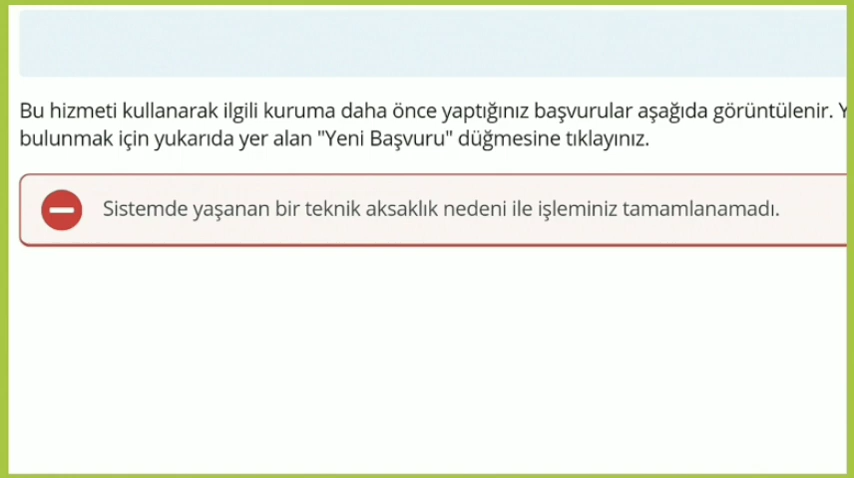 Bu hizmeti kullanarak ilgili kuruma daha önce yaptığınız başvurular aşağıda görüntülenir.
bulunmak için yukarıda yer alan "Yeni Başvuru" düğmesine tıklayınız.
Sistemde yaşanan bir teknik aksaklık nedeni ile işleminiz tamamlanamadı.